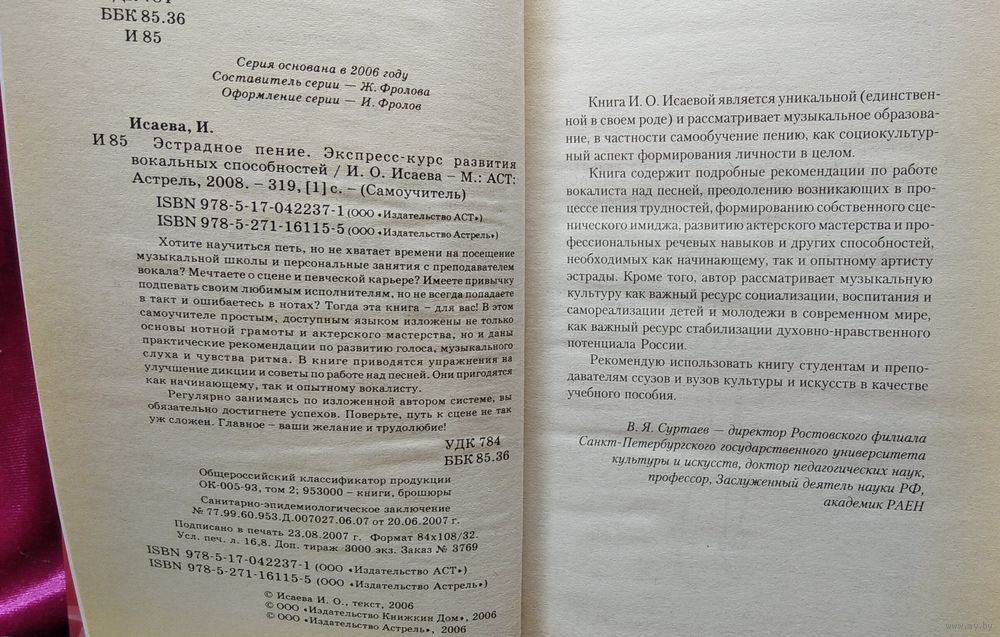 ББК 85.36
И 85
Серия основана в 2006 году
Составитель серии — Ж. Фролова
Оформление серии — И. Фролов
Исаева, И.
И 85 Эстрадное пение. Экспресс-курс развития
вокальных способностей / И. О. Исаева – М.: АСТ:
Астрель, 2008. – 319, [1] с. – (Самоучитель)
ISBN 978-5-17-042237-1 (ООО «Издательство АСТ»)
ISBN 978-5-271-16115-5 (ООО «Издательство Астрель»)
Хотите научиться петь, но не хватает времени на посещение
музыкальной школы и персональные занятия с преподавателем
вокала? Мечтаете о сцене и певческой карьере? Имеете привычку
подпевать своим любимым исполнителям, но не всегда попадаете
в такт и ошибаетесь в нотах? Тогда эта книга – для вас! В этом
самоучителе простым, доступным языком изложены не только
основы нотной грамоты и актерского мастерства, но и даны
практические рекомендации по развитию голоса, музыкального
слуха и чувства ритма. В книге приводятся упражнения на
улучшение дикции и советы по работе над песней. Они пригодятся
как начинающему, так и опытному вокалисту.
Регулярно занимаясь по изложенной автором системе, вы
обязательно достигнете успехов. Поверьте, путь к сцене не так
уж сложен. Главное – ваши желание и трудолюбие!
УДК 784
ББК 85.36
Общероссийский классификатор продукции
ОК-005-93, том 2; 953000 – книги, брошюры
Санитарно-эпидемиологическое заключение
№ 77.99.60.953.Д.007027.06.07 от 20.06.2007 г.
Подписано в печать 23.08.2007 г. Формат 84х108/32.
Усл. печ. л. 16,8. Доп. тираж 3000 экз. Заказ № 3769
ISBN 978-5-17-042237-1 (ООО «Издательство АСТ»)
ISBN 978-5-271-16115-5 (ООО «Издательство Астрель»)
© Исаева И. О., текст, 2006
© ООО «Издательство Книжкин Дом», 2006
© ООО «Издательство Астрель», 2006
Книга И. О. Исаевой является уникальной (единствен-
ной в своем роде) и рассматривает музыкальное образова-
ние, в частности самообучение пению, как социокультур-
ный аспект формирования личности в целом.
Книга содержит подробные рекомендации по работе
вокалиста над песней, преодолению возникающих в про-
цессе пения трудностей, формированию собственного сце-
нического имиджа, развитию актерского мастерства и про-
фессиональных речевых навыков и других способностей,
необходимых как начинающему, так и опытному артисту
эстрады. Кроме того, автор рассматривает музыкальную
культуру как важный ресурс социализации, воспитания и
самореализации детей и молодежи в современном мире,
как важный ресурс стабилизации духовно-нравственного
потенциала России.
Рекомендую использовать книгу студентам и препо-
давателям ссузов и вузов культуры и искусств в качестве
учебного пособия.
В. Я. Суртаев — директор Ростовского филиала
Санкт-Петербургского государственного университета
культуры и искусств, доктор педагогических наук,
профессор, Заслуженный деятель науки РФ,
академик РАЕН
www.ay.by